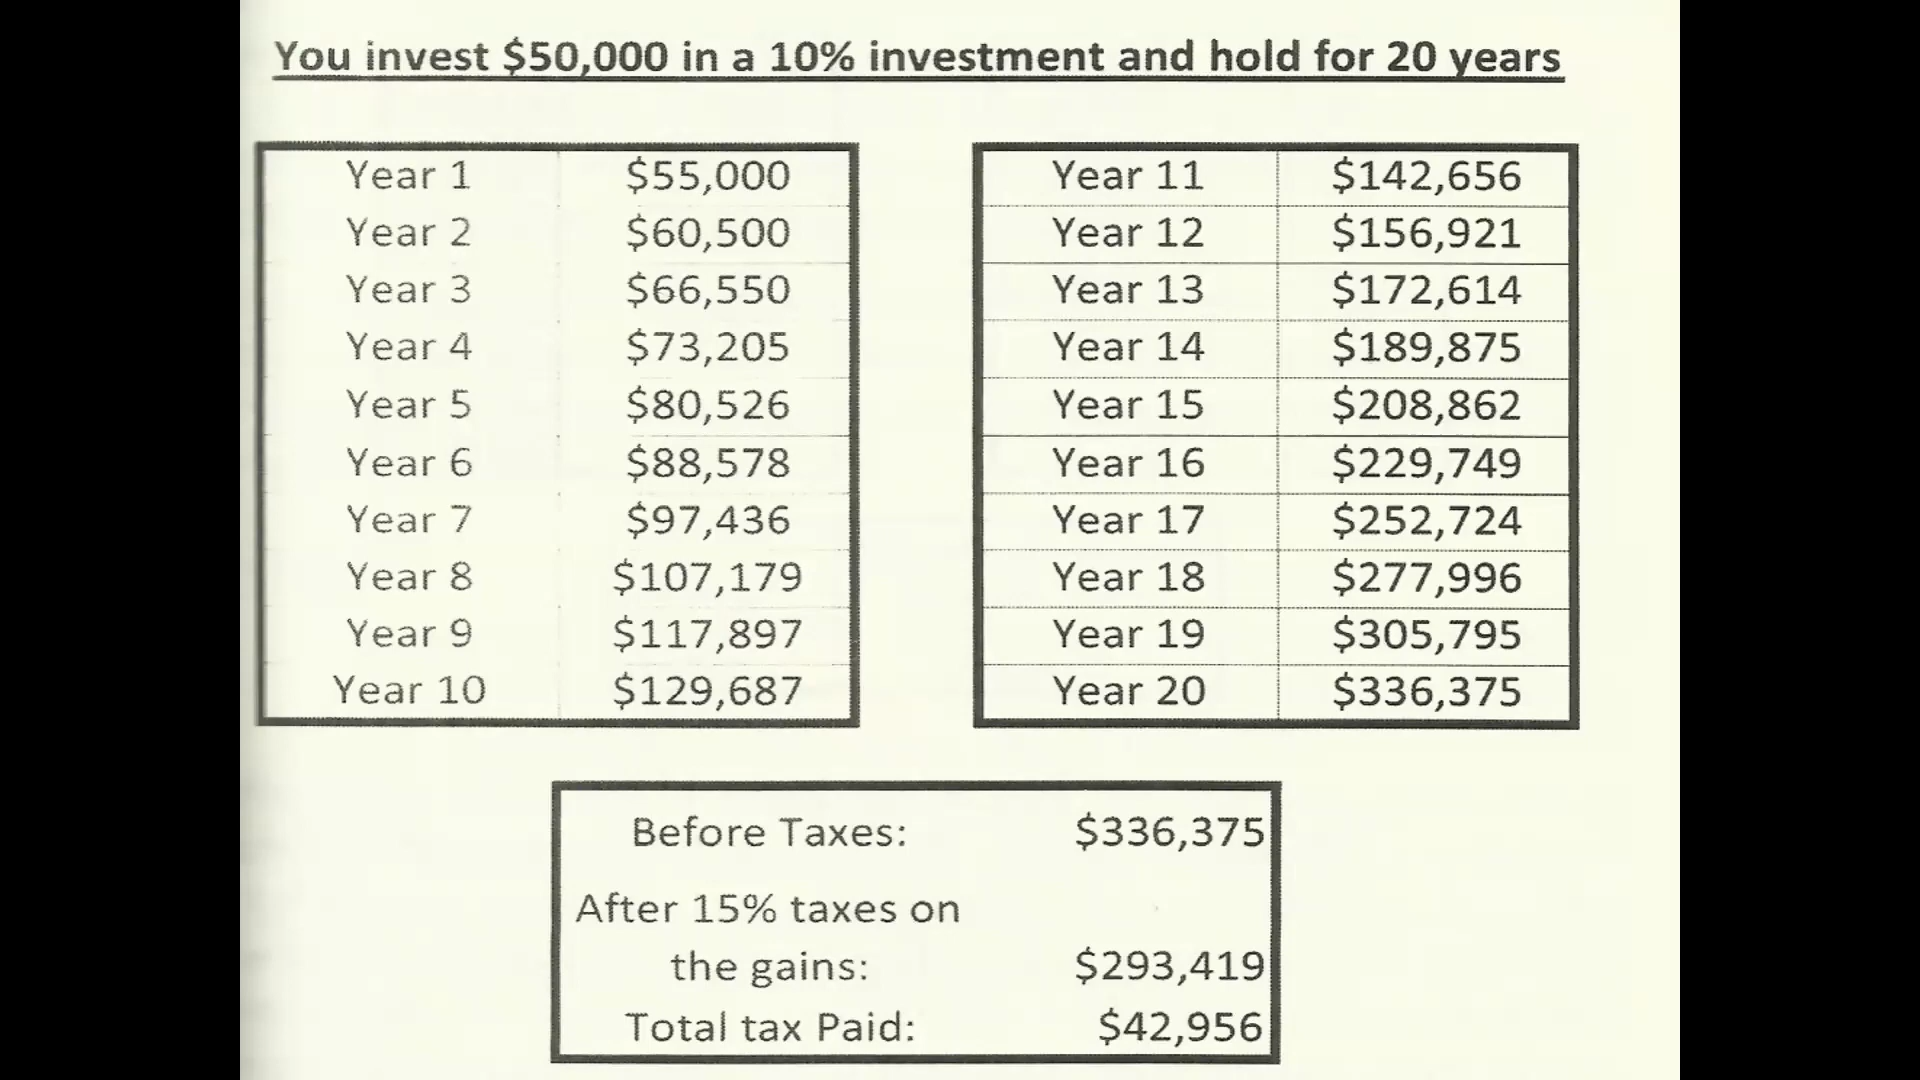 You invest $50,000 in a 10% investment and hold for 20 years
Year 1 $55,000
Year 2 $60,500
Year 3 $66,550
Year 4 $73,205
Year 5 $80,526
Year 6 $88,578
Year 7 $97,436
Year 8 $107,179
Year 9 $117,897
Year 10 $129,687
Year 11 $142,656
Year 12 $156,921
Year 13 $172,614
Year 14 $189,875
Year 15 $208,862
Year 16 $229,749
Year 17 $252,724
Year 18 $277,996
Year 19 $305,795
Year 20 $336,375
Before Taxes: $336,375
After 15% taxes on
the gains: $293,419
Total tax Paid: $42,956